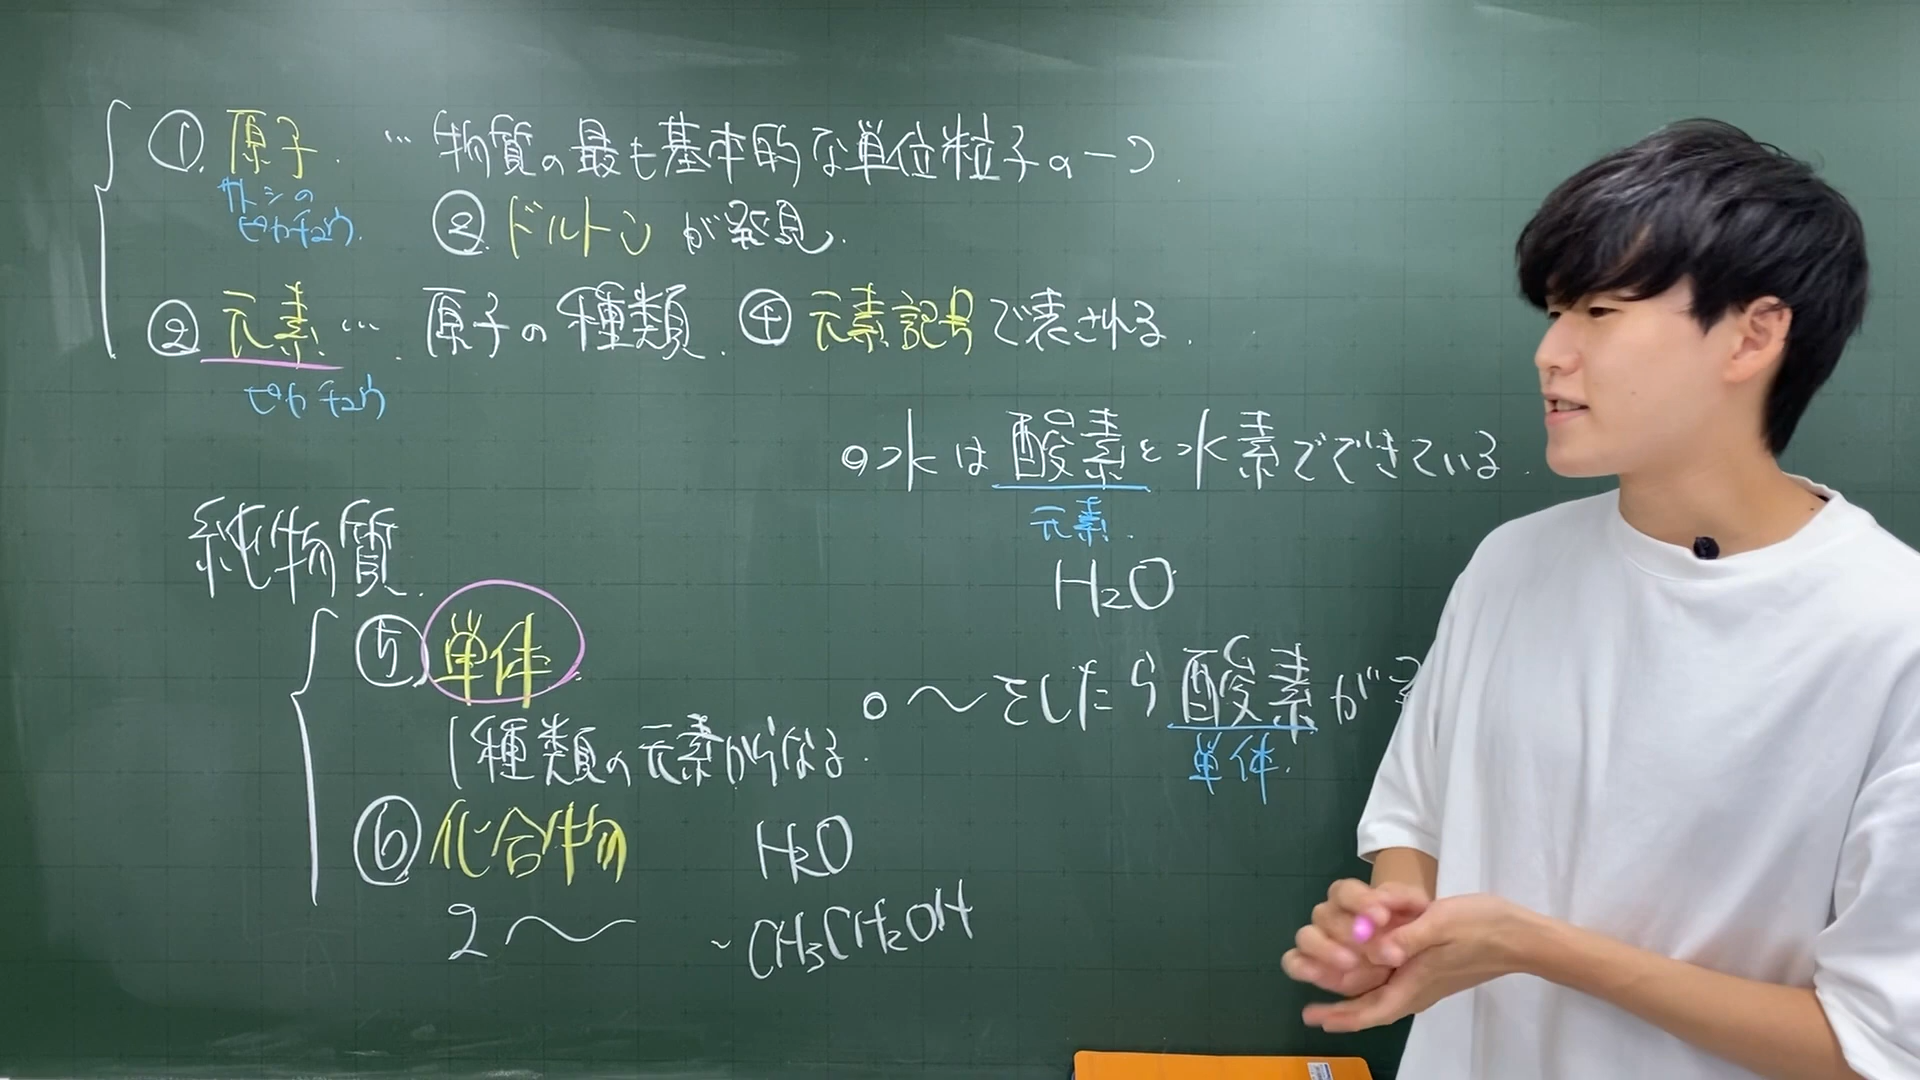 ① 原子 … 物質の最も基本的な単位粒子の一つ
サトシの
ピカチュウ
③ ドルトンが発見.
② 元素 … 原子の種類. ④ 元素記号で表される.
ピカチュウ
○水は酸素と水素でできている.
元素.
H₂O
純物質.
⑤ 単体.
1種類の元素からなる.
○〜をしたら酸素が
単体.
⑥ 化合物 H₂O
2〜 CH₃CH₂OH